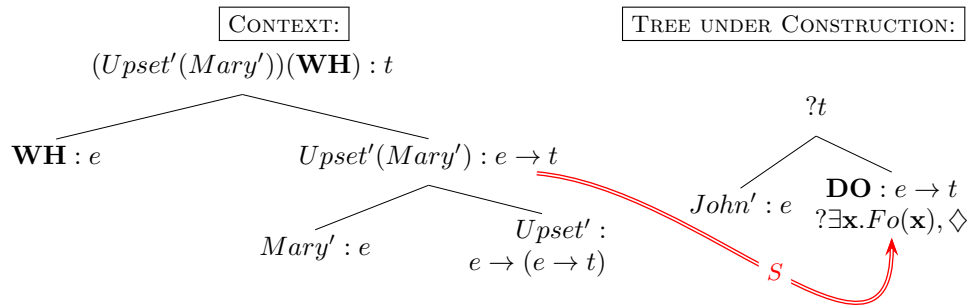 CONTEXT:
TREE UNDER CONSTRUCTION:
(Upset′(Mary′))(WH) : t
?t
WH : e
Upset′(Mary′) : e → t
John′ : e
DO : e → t
?∃x.Fo(x), ♢
Mary′ : e
Upset′ :
e → (e → t)
S